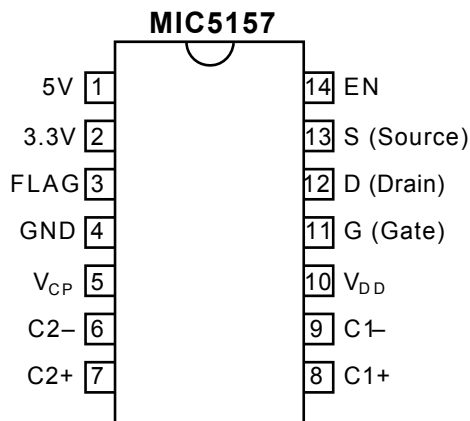 MIC5157
5V 1 14 EN
3.3V 2 13 S (Source)
FLAG 3 12 D (Drain)
GND 4 11 G (Gate)
VCP 5 10 VDD
C2– 6 9 C1–
C2+ 7 8 C1+